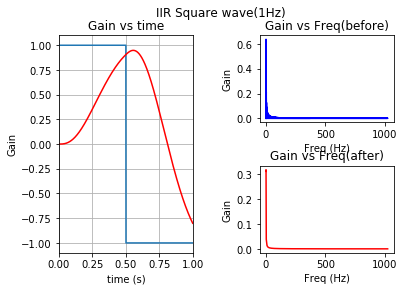 IIR Square wave(1Hz)
Gain vs time
1.00
0.75
0.50
0.25
0.00
−0.25
−0.50
−0.75
−1.00
Gain
0.00 0.25 0.50 0.75 1.00
time (s)
Gain vs Freq(before)
0.6
0.4
0.2
0.0
Gain
0 500 1000
Freq (Hz)
Gain vs Freq(after)
0.3
0.2
0.1
0.0
Gain
0 500 1000
Freq (Hz)